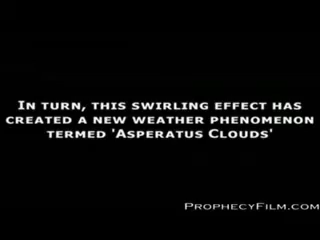 In turn, this swirling effect has
created a new weather phenomenon
termed 'Asperatus Clouds'
ProphecyFilm.com